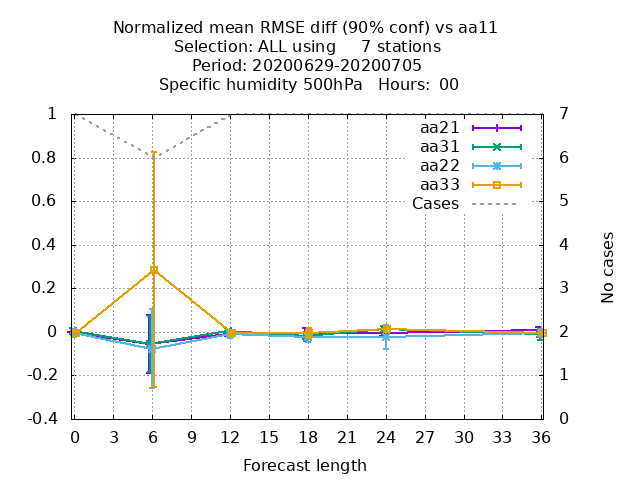 Normalized mean RMSE diff (90% conf) vs aa11
Selection: ALL using 7 stations
Period: 20200629-20200705
Specific humidity 500hPa Hours: 00
1
0.8
0.6
0.4
0.2
0
-0.2
-0.4
7
6
5
4
3
2
1
0
aa21
aa31
aa22
aa33
Cases
No cases
0 3 6 9 12 15 18 21 24 27 30 33 36
Forecast length